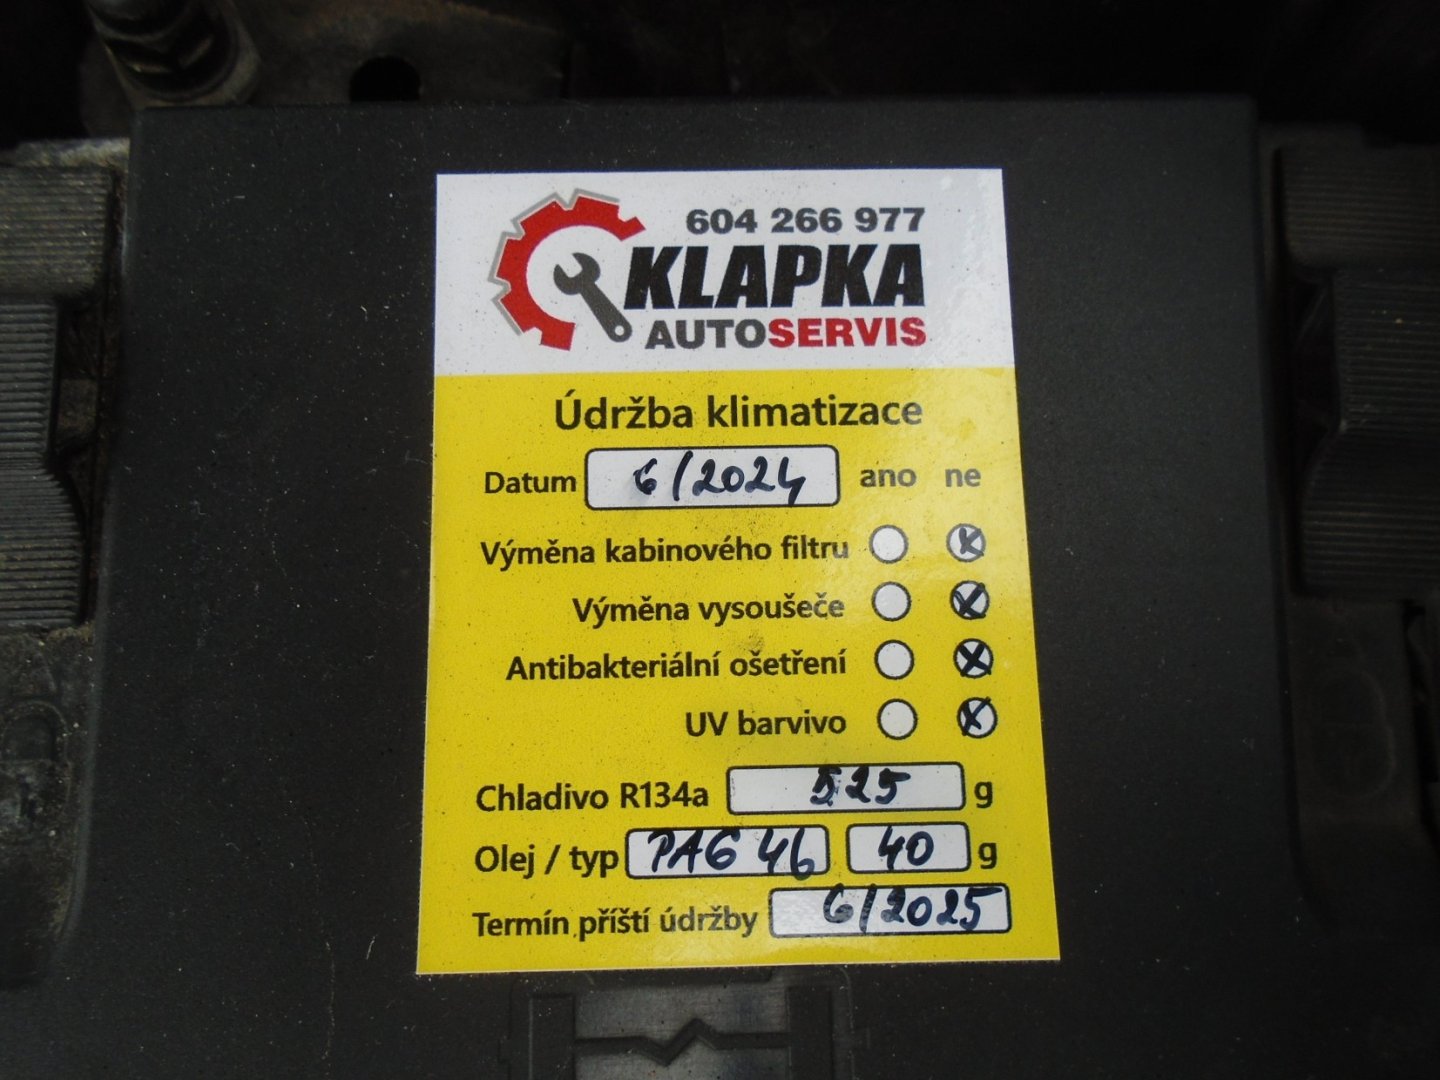 604 266 977
KLAPKA
AUTOSERVIS
Údržba klimatizace
Datum 6/2024 ano ne
Výměna kabinového filtru
Výměna vysoušeče
Antibakteriální ošetření
UV barvivo
Chladivo R134a 525 g
Olej / typ PAG 46 40 g
Termín příští údržby 6/2025